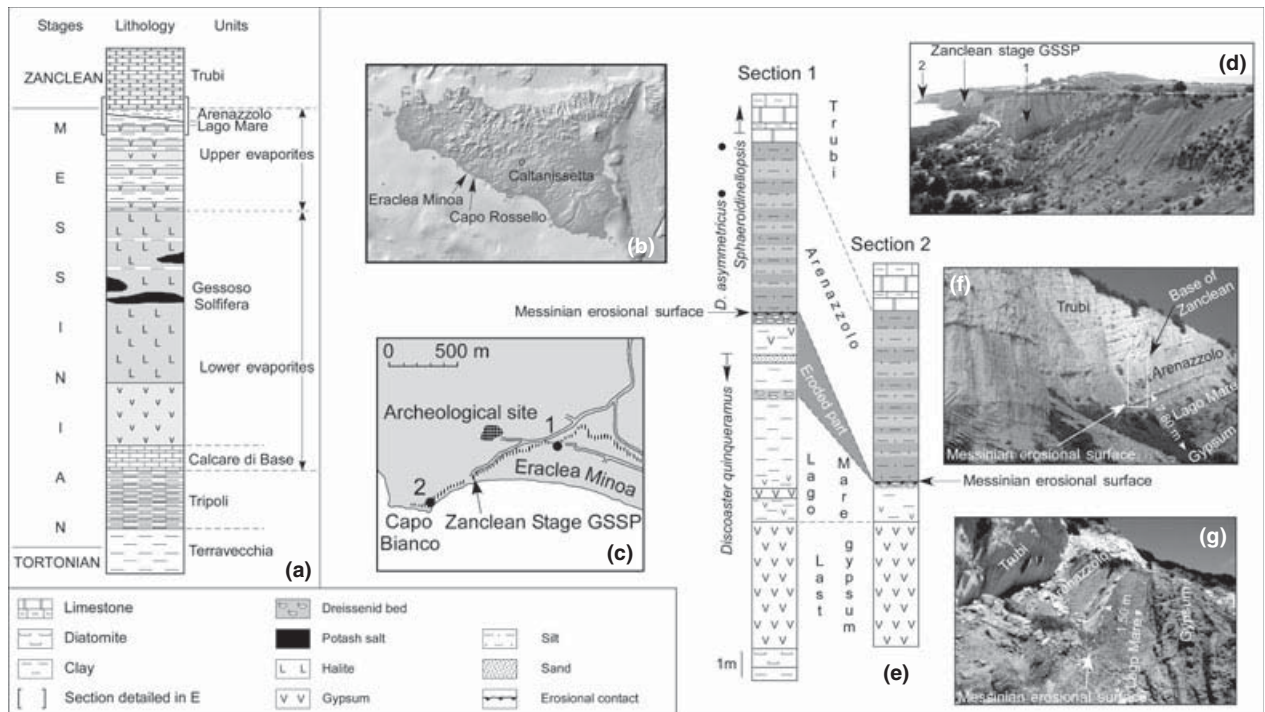 Stages Lithology Units
ZANCLEAN
Trubi
Arenazzolo
Lago Mare
Upper evaporites
M
E
S
S
I
N
I
A
N
Gessoso
Solfifera
Lower evaporites
Calcare di Base
Tripoli
Terravecchia
TORTONIAN
(a)
L L L L L L L L L L L L L L
v v v v v v v v v v v v v v
Caltanissetta
Eraclea Minoa
Capo Rossello
(b)
0 500 m
Archeological site
1
Eraclea Minoa
2
Capo
Bianco
Zanclean Stage GSSP
(c)
Zanclean stage GSSP
2
1
(d)
Section 1
Trubi
D. asymmetricus
Sphaeroidinellopsis
Arenazzolo
Section 2
Messinian erosional surface
Eroded part
Discoaster quinqueramus
Lago Mare
Messinian erosional surface
Last gypsum
1m
(e)
(f)
Trubi
Base of
Zanclean
Arenazzolo
Lago Mare
Gypsum
Messinian erosional surface
(g)
Trubi
Arenazzolo
Lago Mare
Gypsum
Messinian erosional surface
Limestone
Diatomite
Clay
[ ] Section detailed in E
Dreissenid bed
Potash salt
L L Halite
V V Gypsum
Silt
Sand
Erosional contact